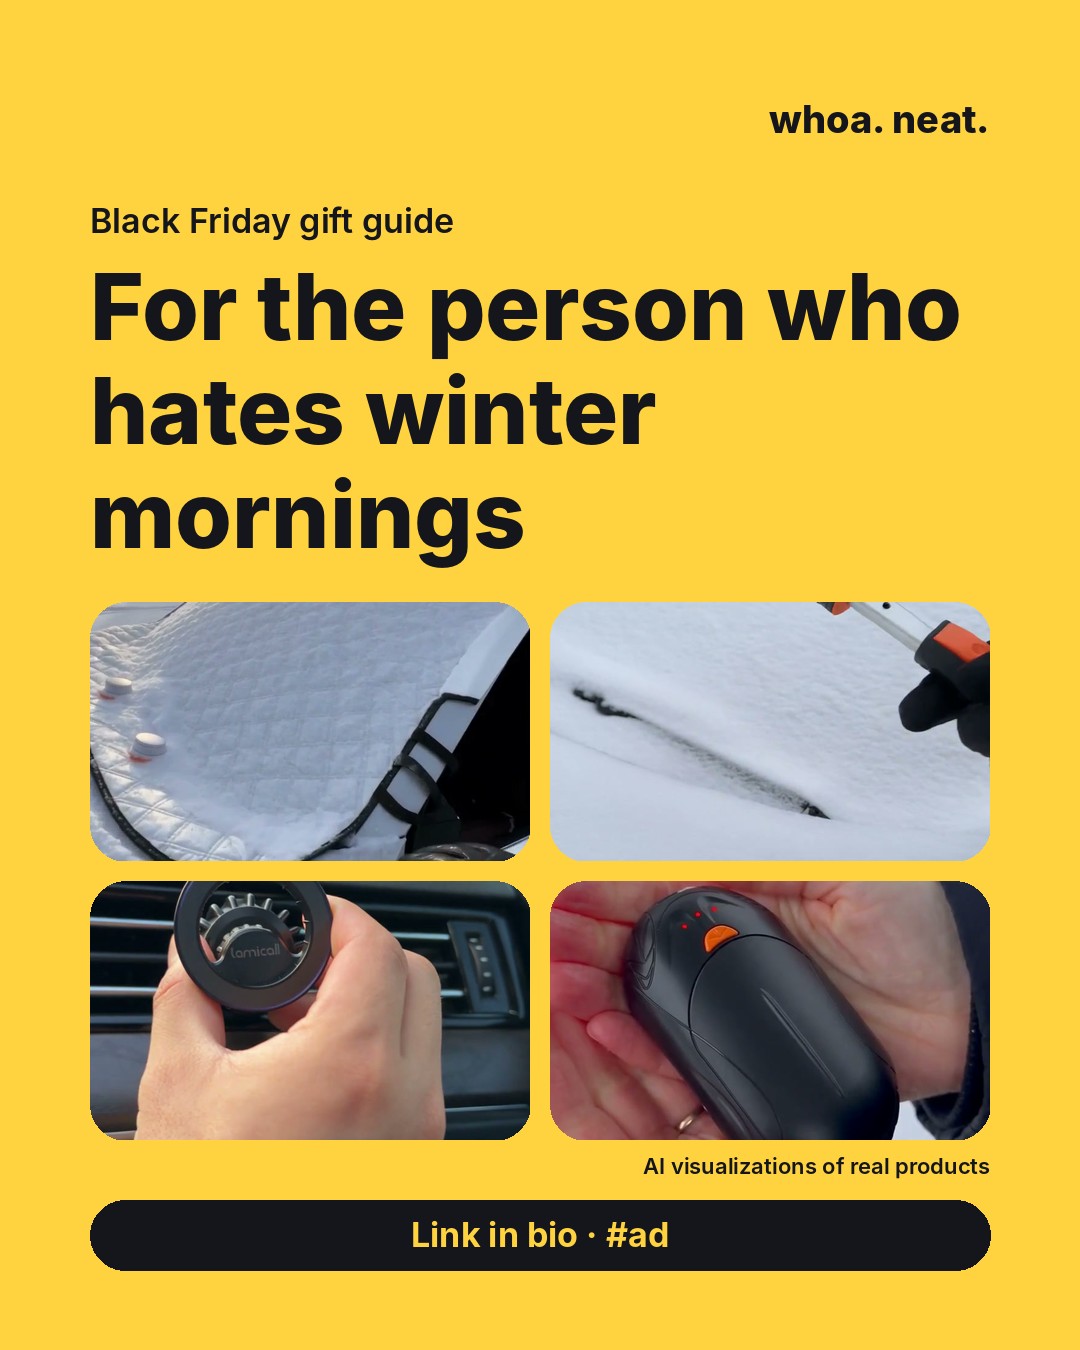 whoa. neat.
Black Friday gift guide
For the person who
hates winter
mornings
lamicall
AI visualizations of real products
Link in bio · #ad